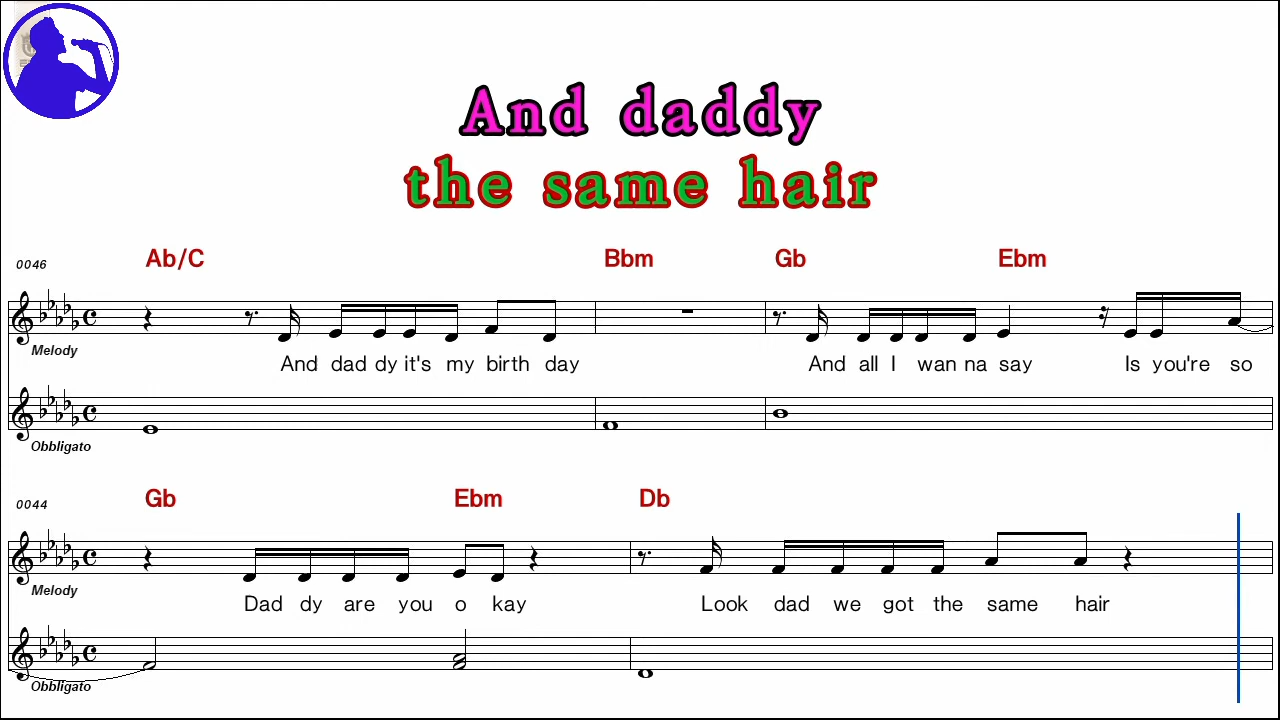 And daddy
the same hair
0046
Ab/C Bbm Gb Ebm
Melody
And dad dy it's my birth day And all I wan na say Is you're so
Obbligato
0044
Gb Ebm Db
Melody
Dad dy are you o kay Look dad we got the same hair
Obbligato